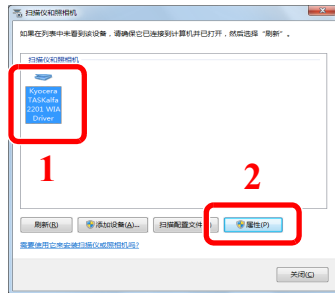 扫描仪和照相机
如果在列表中未看到该设备，请确保它已连接到计算机并已打开，然后选择“刷新”。
扫描仪和照相机
Kyocera
TASKalfa
2201 WIA
Driver
1
2
刷新(R)
添加设备(A)...
扫描配置文件
属性(P)
需要使用它来安装扫描仪或照相机吗?
关闭(C)